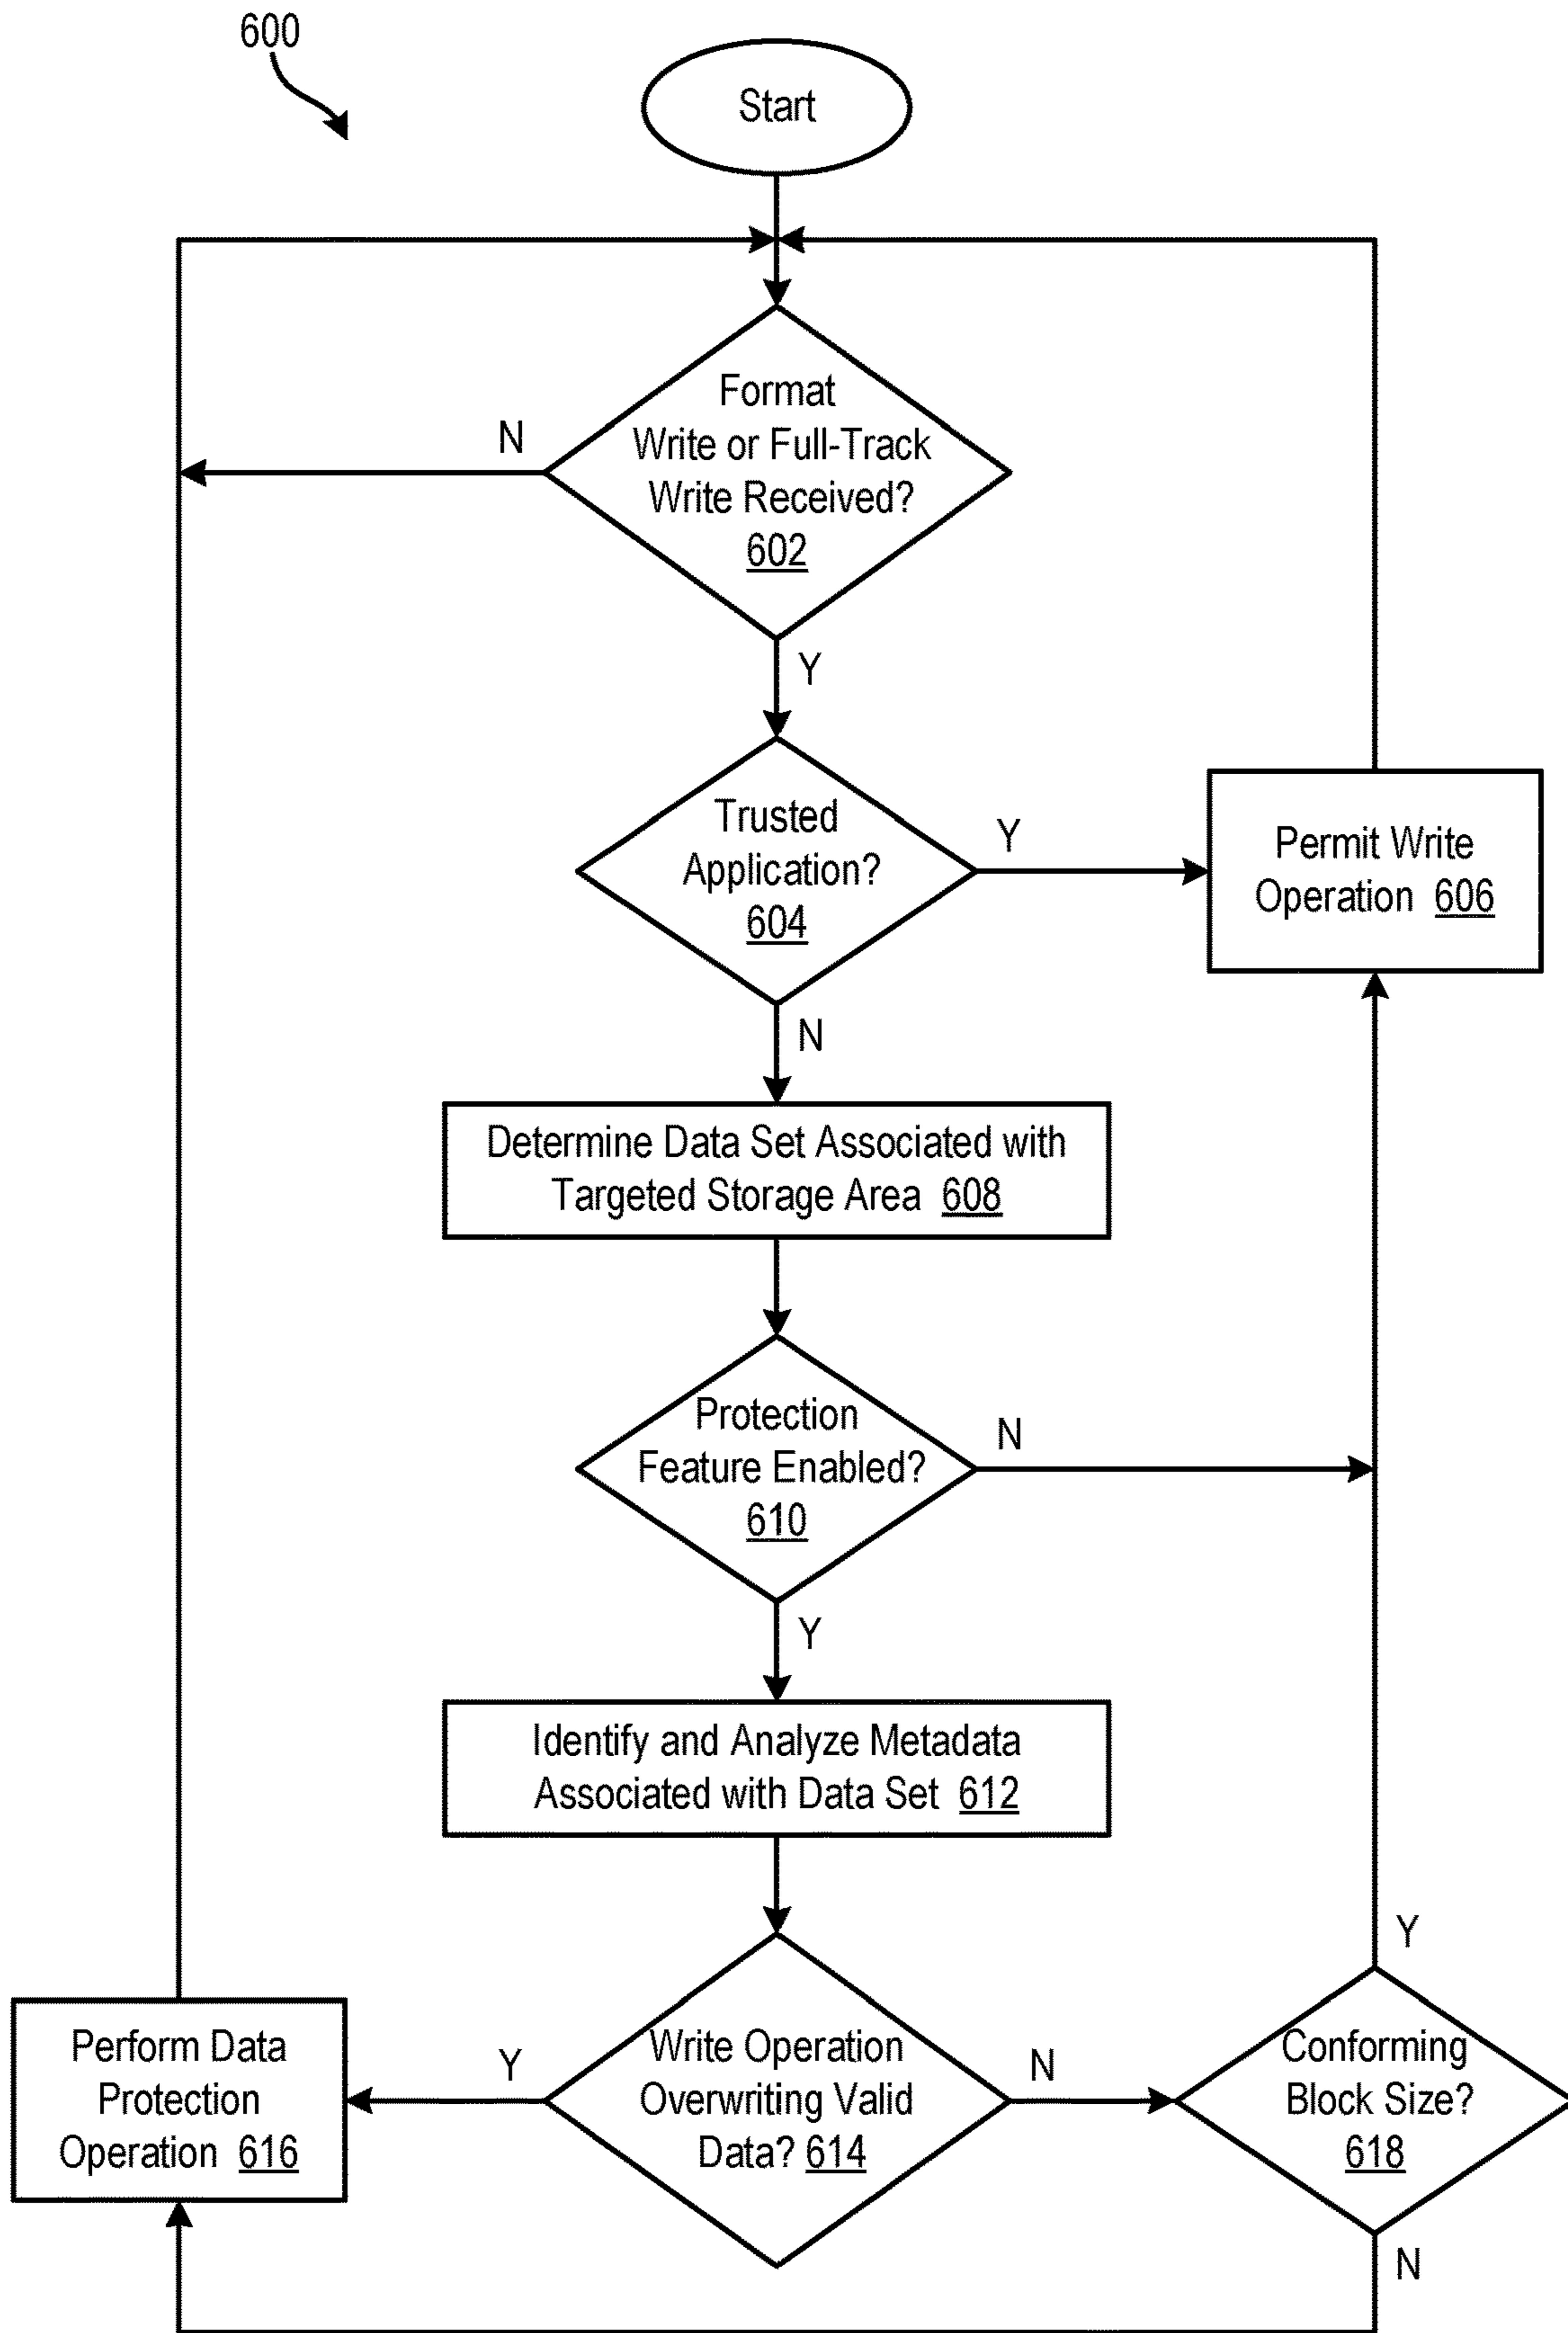 600
Start
Format
Write or Full-Track
Write Received?
602
N
Y
Trusted
Application?
604
Y
Permit Write
Operation 606
N
Determine Data Set Associated with
Targeted Storage Area 608
Protection
Feature Enabled?
610
N
Y
Identify and Analyze Metadata
Associated with Data Set 612
Y
Perform Data
Protection
Operation 616
Y
Write Operation
Overwriting Valid
Data? 614
N
Conforming
Block Size?
618
N